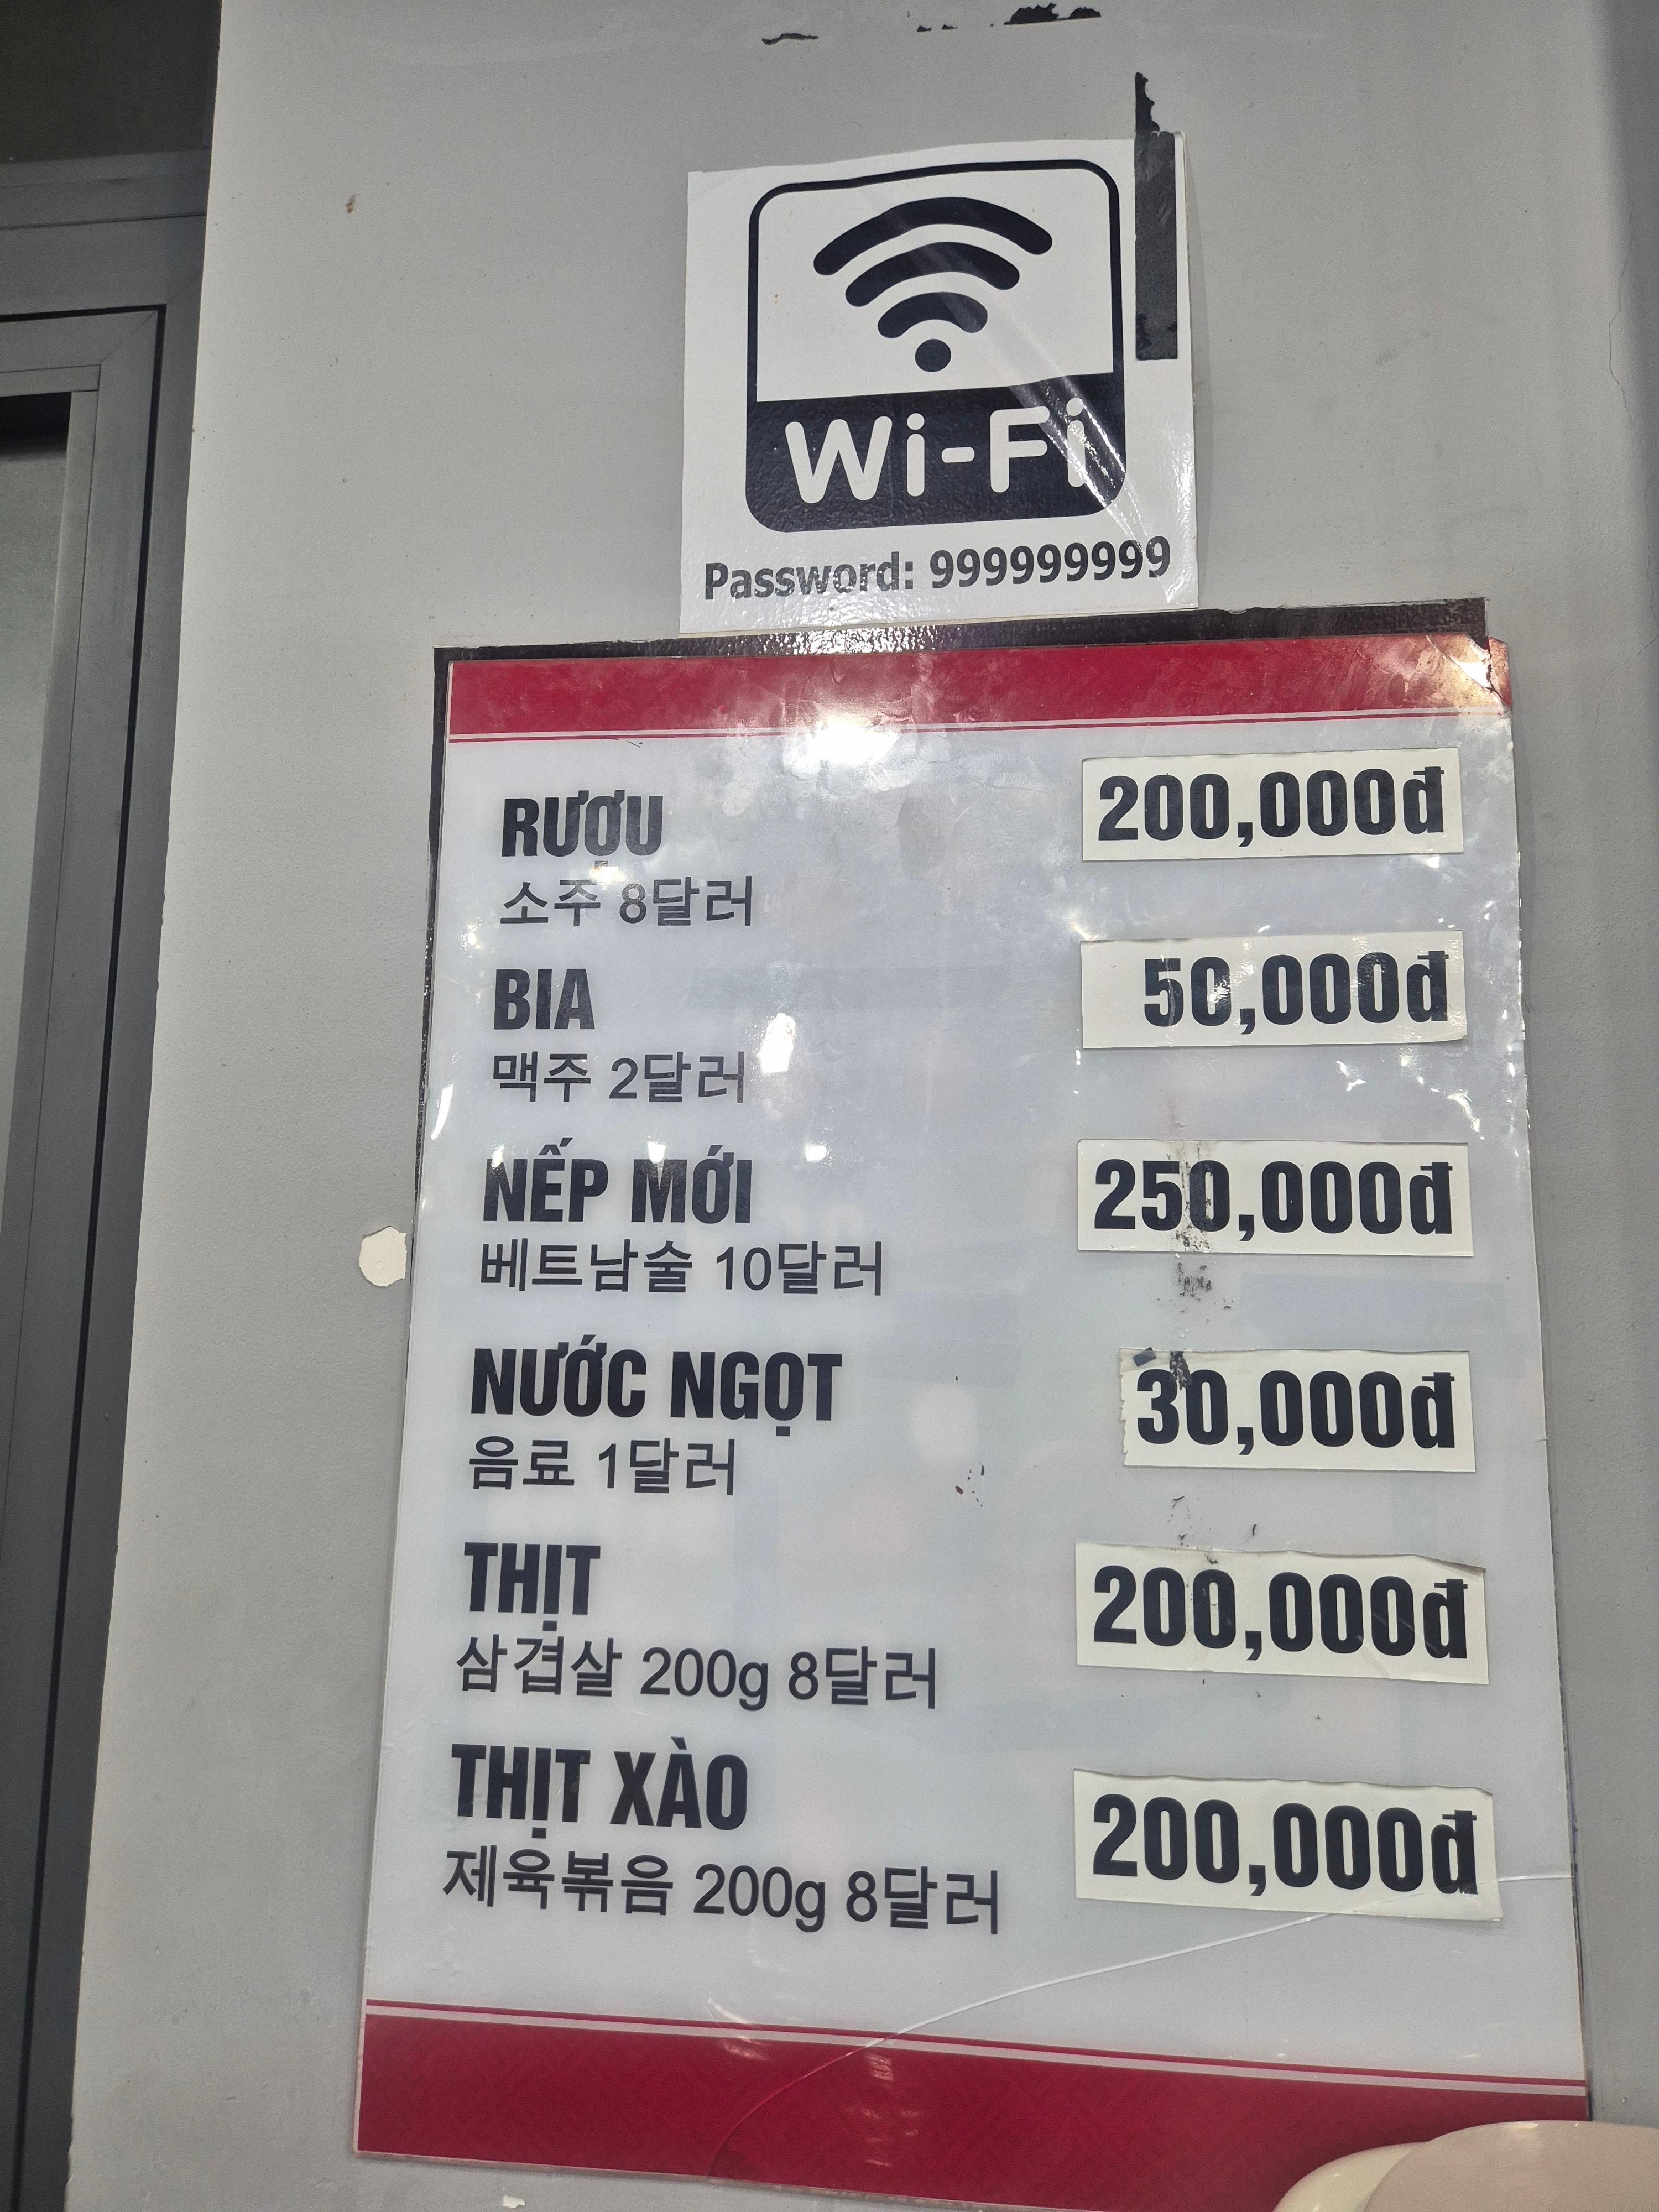 Wi-Fi
Password: 999999999
RƯỢU 200,000đ
소주 8달러
BIA 50,000đ
맥주 2달러
NẾP MỚI 250,000đ
베트남술 10달러
NƯỚC NGỌT 30,000đ
음료 1달러
THỊT 200,000đ
삼겹살 200g 8달러
THỊT XÀO 200,000đ
제육볶음 200g 8달러